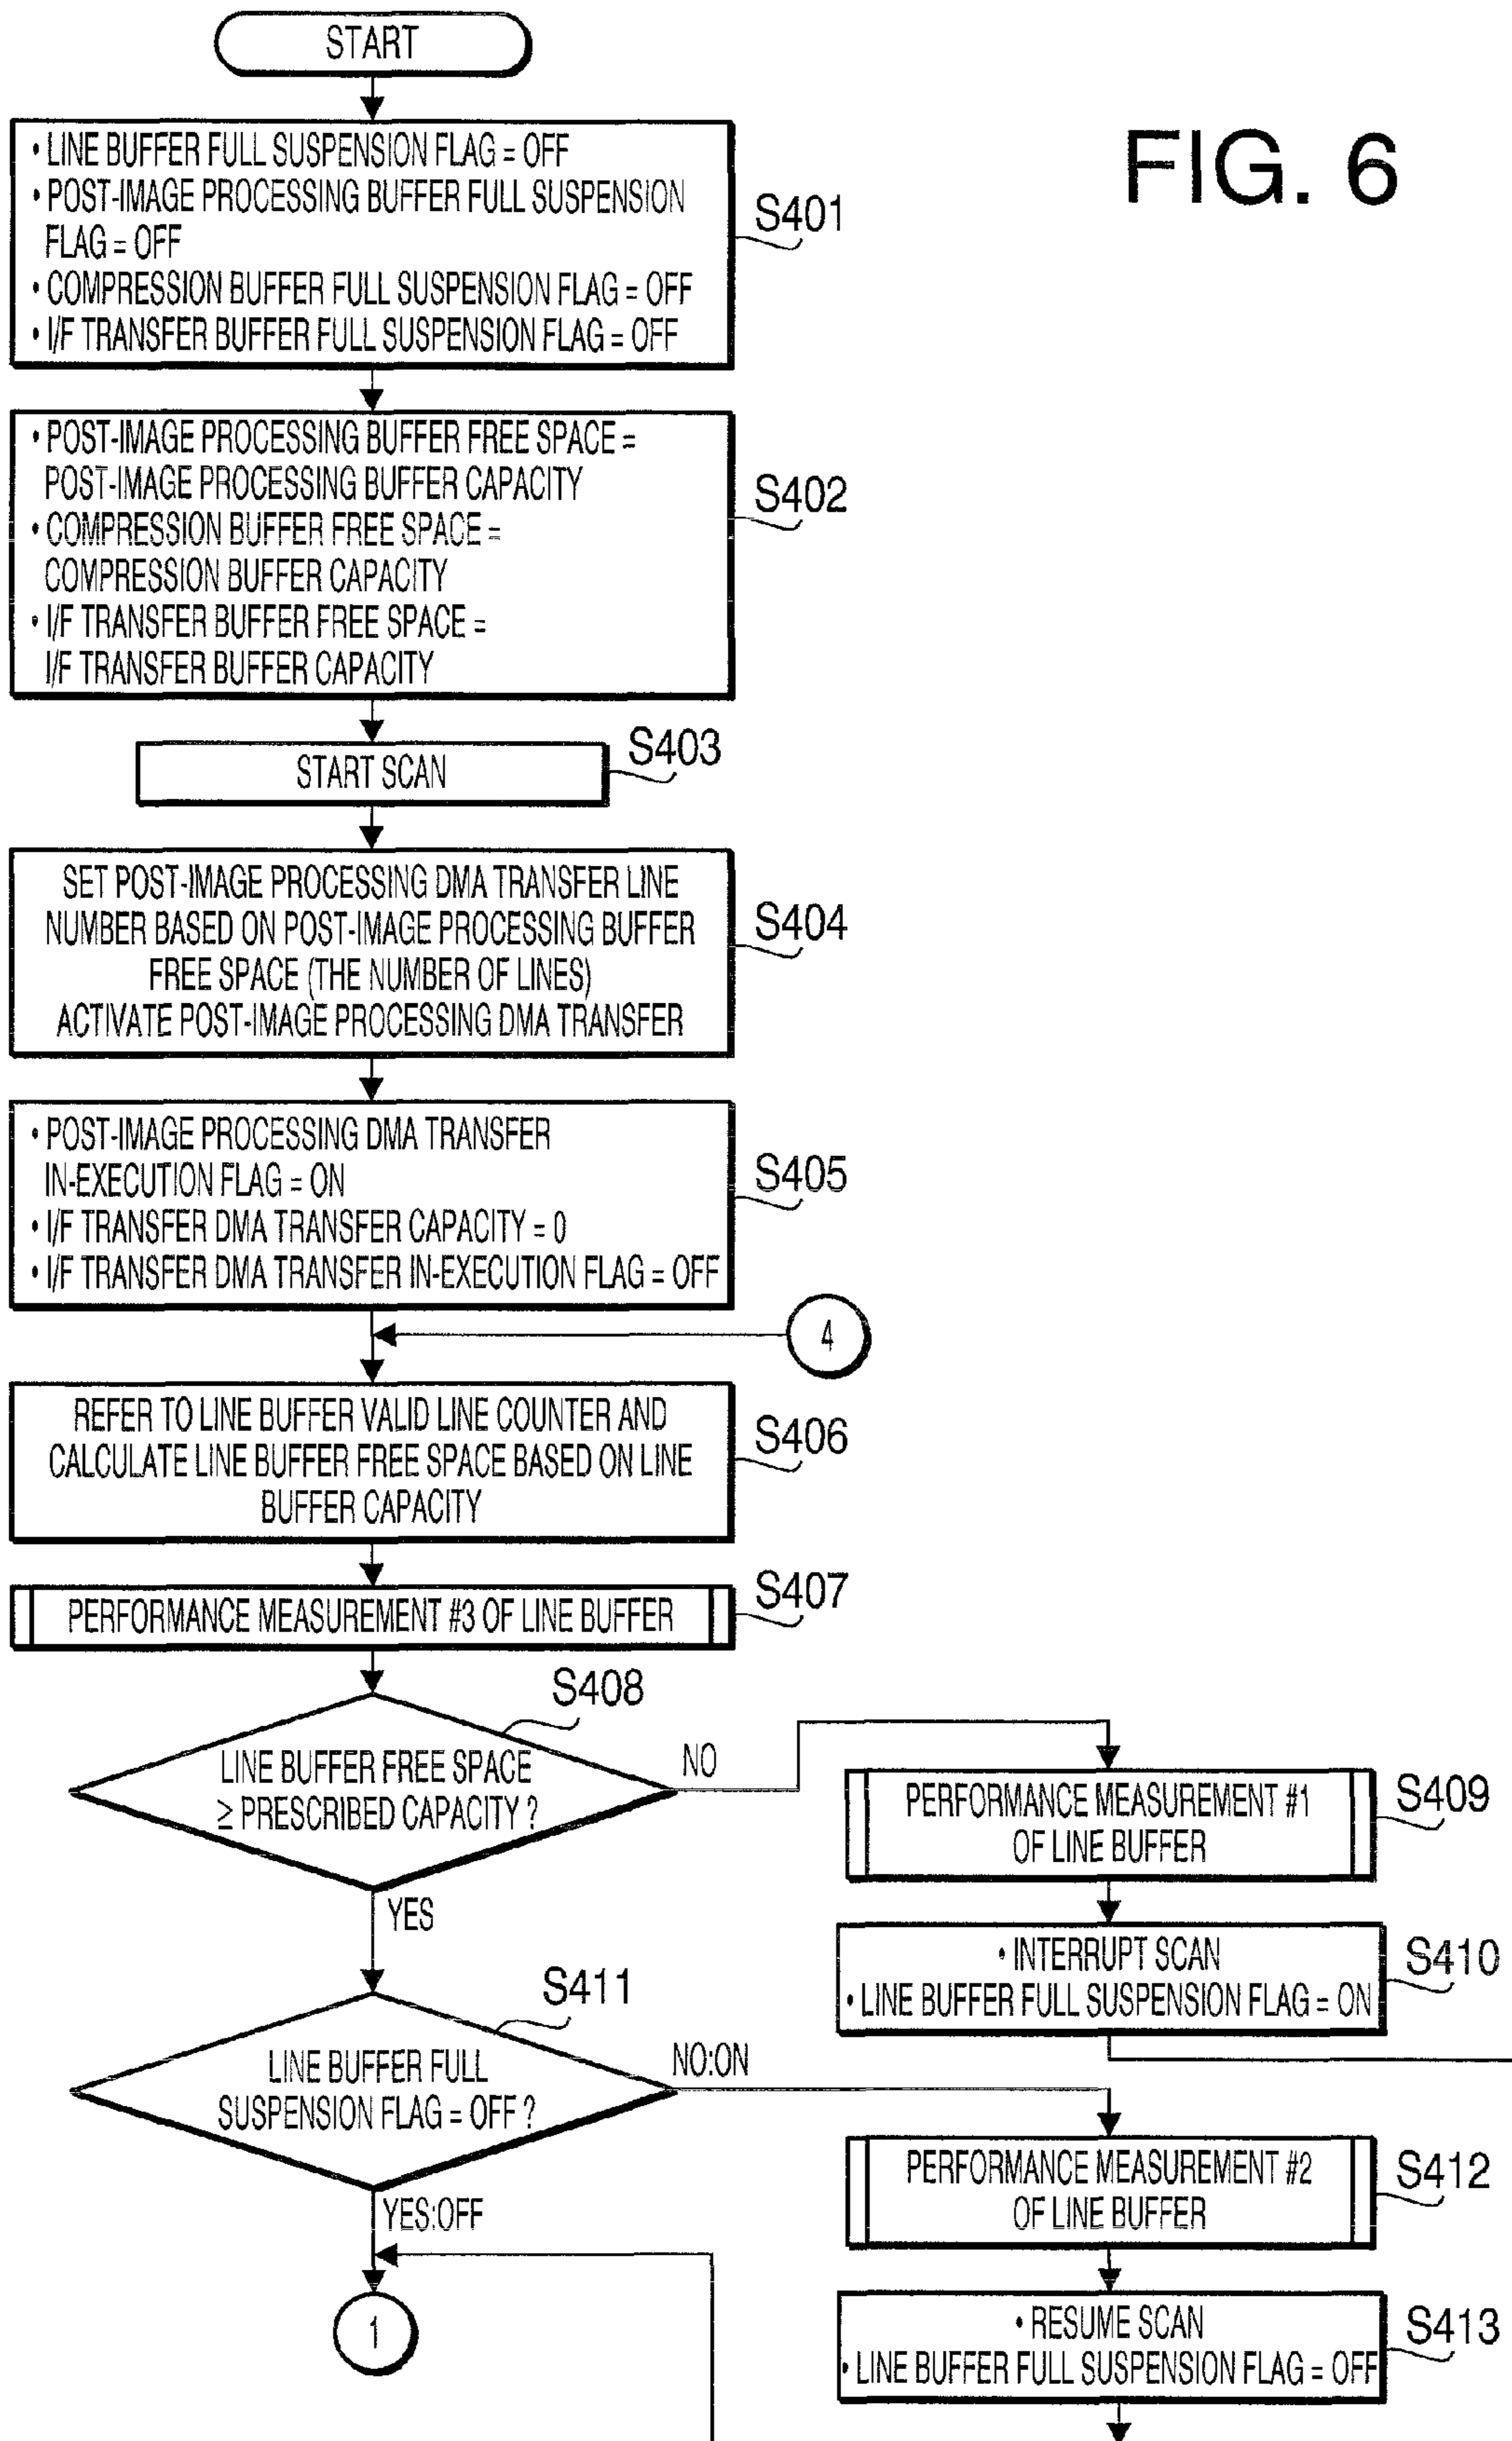 START
FIG. 6
• LINE BUFFER FULL SUSPENSION FLAG = OFF
• POST-IMAGE PROCESSING BUFFER FULL SUSPENSION
FLAG = OFF
• COMPRESSION BUFFER FULL SUSPENSION FLAG = OFF
• I/F TRANSFER BUFFER FULL SUSPENSION FLAG = OFF
S401
• POST-IMAGE PROCESSING BUFFER FREE SPACE =
POST-IMAGE PROCESSING BUFFER CAPACITY
• COMPRESSION BUFFER FREE SPACE =
COMPRESSION BUFFER CAPACITY
• I/F TRANSFER BUFFER FREE SPACE =
I/F TRANSFER BUFFER CAPACITY
S402
START SCAN
S403
SET POST-IMAGE PROCESSING DMA TRANSFER LINE
NUMBER BASED ON POST-IMAGE PROCESSING BUFFER
FREE SPACE (THE NUMBER OF LINES)
ACTIVATE POST-IMAGE PROCESSING DMA TRANSFER
S404
• POST-IMAGE PROCESSING DMA TRANSFER
IN-EXECUTION FLAG = ON
• I/F TRANSFER DMA TRANSFER CAPACITY = 0
• I/F TRANSFER DMA TRANSFER IN-EXECUTION FLAG = OFF
S405
4
REFER TO LINE BUFFER VALID LINE COUNTER AND
CALCULATE LINE BUFFER FREE SPACE BASED ON LINE
BUFFER CAPACITY
S406
PERFORMANCE MEASUREMENT #3 OF LINE BUFFER
S407
S408
LINE BUFFER FREE SPACE
≥ PRESCRIBED CAPACITY ?
NO
YES
PERFORMANCE MEASUREMENT #1
OF LINE BUFFER
S409
• INTERRUPT SCAN
• LINE BUFFER FULL SUSPENSION FLAG = ON
S410
S411
LINE BUFFER FULL
SUSPENSION FLAG = OFF ?
NO:ON
YES:OFF
PERFORMANCE MEASUREMENT #2
OF LINE BUFFER
S412
1
• RESUME SCAN
• LINE BUFFER FULL SUSPENSION FLAG = OFF
S413